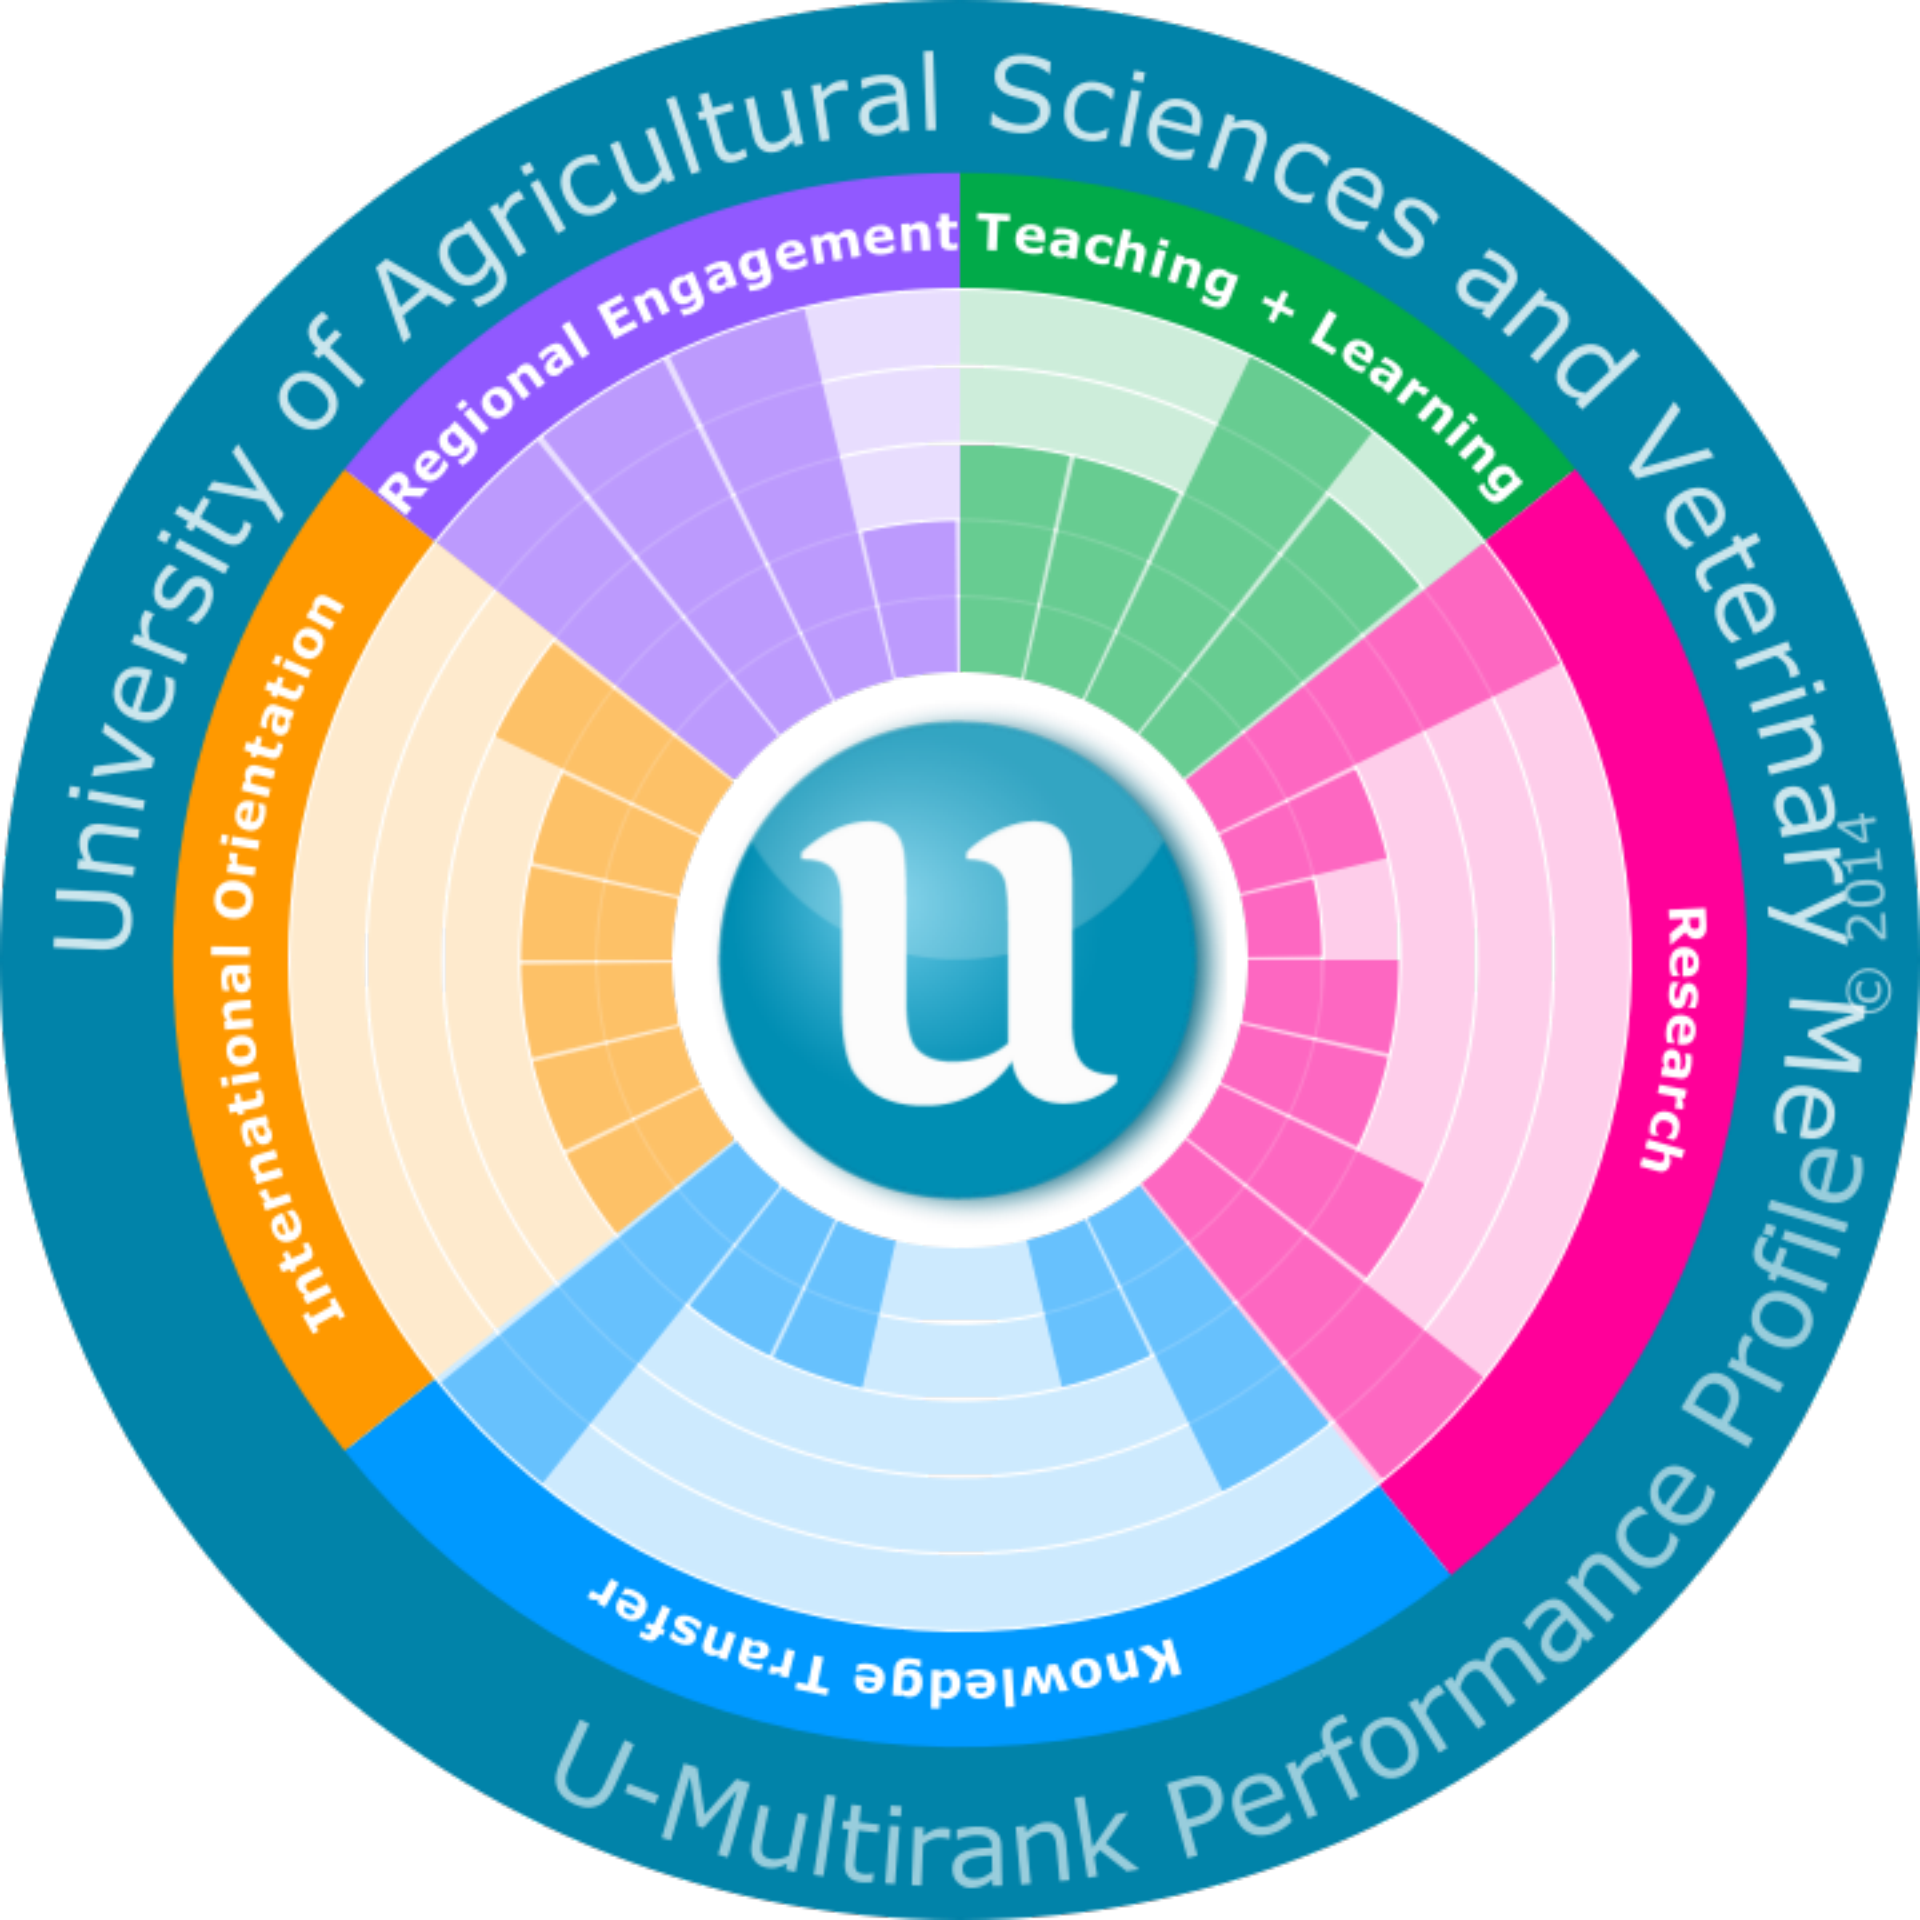 University of Agricultural Sciences and Veterinary Medi
U-Multirank Performance Profile
© 2014
Regional Engagement
Teaching + Learning
Research
Knowledge Transfer
International Orientation
u